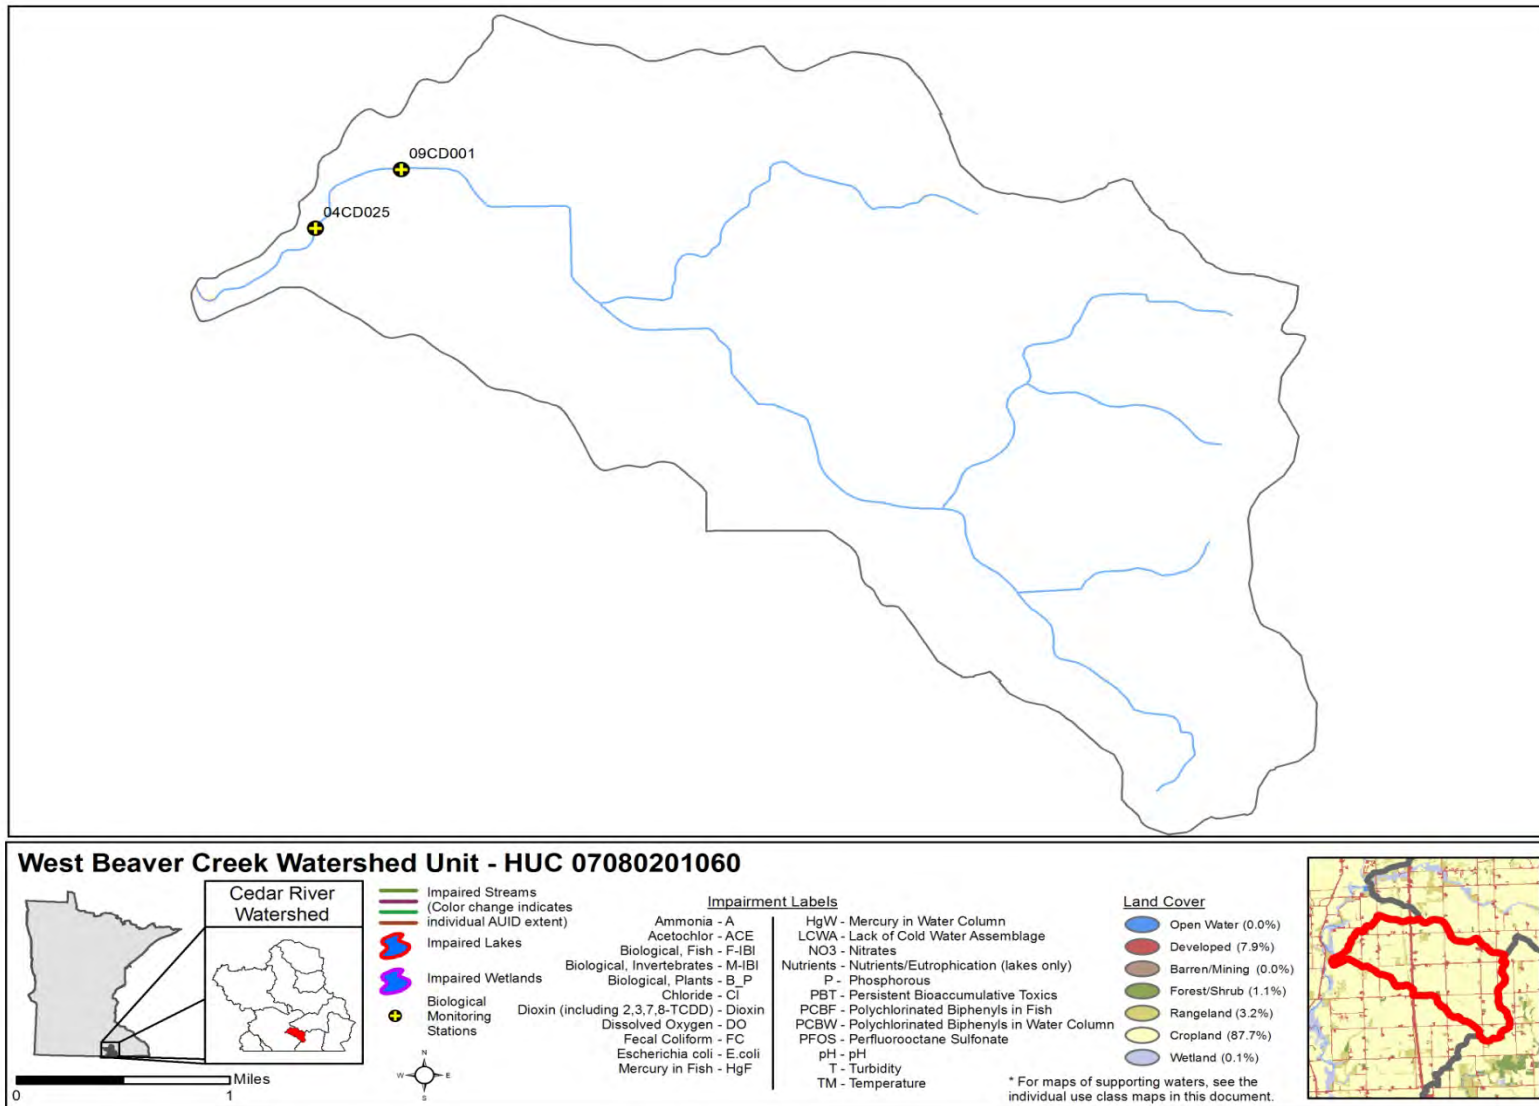 09CD001
04CD025
West Beaver Creek Watershed Unit - HUC 07080201060
Cedar River
Watershed
Impaired Streams
(Color change indicates
individual AUID extent)
Impaired Lakes
Impaired Wetlands
Biological
Monitoring
Stations
N
W
E
S
0
1
Miles
Impairment Labels
Ammonia - A
Acetochlor - ACE
Biological, Fish - F-IBI
Biological, Invertebrates - M-IBI
Biological, Plants - B_P
Chloride - Cl
Dioxin (including 2,3,7,8-TCDD) - Dioxin
Dissolved Oxygen - DO
Fecal Coliform - FC
Escherichia coli - E.coli
Mercury in Fish - HgF
HgW - Mercury in Water Column
LCWA - Lack of Cold Water Assemblage
NO3 - Nitrates
Nutrients - Nutrients/Eutrophication (lakes only)
P - Phosphorous
PBT - Persistent Bioaccumulative Toxics
PCBF - Polychlorinated Biphenyls in Fish
PCBW - Polychlorinated Biphenyls in Water Column
PFOS - Perfluorooctane Sulfonate
pH - pH
T - Turbidity
TM - Temperature
Land Cover
Open Water (0.0%)
Developed (7.9%)
Barren/Mining (0.0%)
Forest/Shrub (1.1%)
Rangeland (3.2%)
Cropland (87.7%)
Wetland (0.1%)
* For maps of supporting waters, see the
individual use class maps in this document.